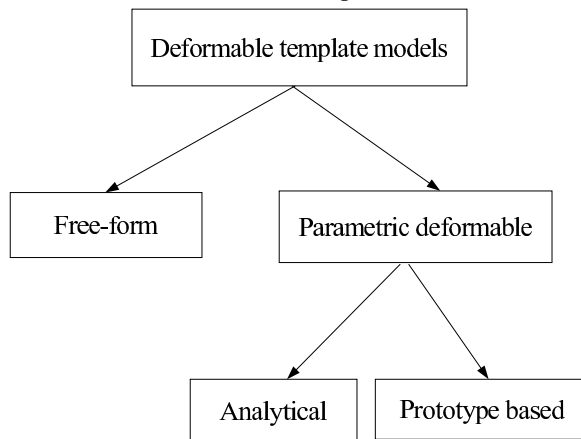 Deformable template models
Free-form
Parametric deformable
Analytical
Prototype based